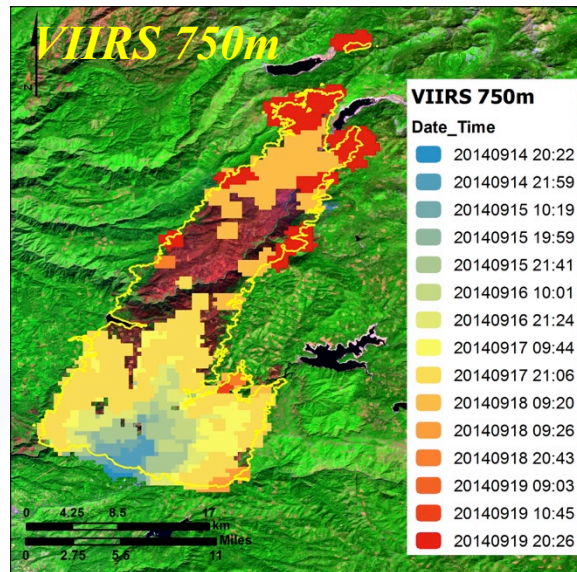 VIIRS 750m
N
VIIRS 750m
Date_Time
20140914 20:22
20140914 21:59
20140915 10:19
20140915 19:59
20140915 21:41
20140916 10:01
20140916 21:24
20140917 09:44
20140917 21:06
20140918 09:20
20140918 09:26
20140918 20:43
20140919 09:03
20140919 10:45
20140919 20:26
0 4.25 8.5 17
km
Miles
0 2.75 5.5 11